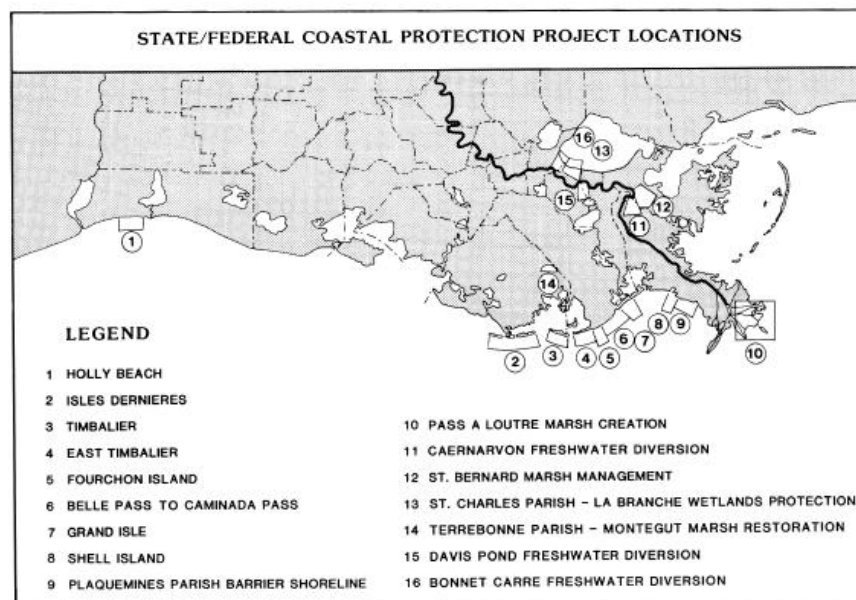 STATE/FEDERAL COASTAL PROTECTION PROJECT LOCATIONS
16
13
15
12
11
1
14
8
9
6
7
10
2
3
4
5
LEGEND
1 HOLLY BEACH
2 ISLES DERNIERES
3 TIMBALIER
4 EAST TIMBALIER
5 FOURCHON ISLAND
6 BELLE PASS TO CAMINADA PASS
7 GRAND ISLE
8 SHELL ISLAND
9 PLAQUEMINES PARISH BARRIER SHORELINE
10 PASS A LOUTRE MARSH CREATION
11 CAERNARVON FRESHWATER DIVERSION
12 ST. BERNARD MARSH MANAGEMENT
13 ST. CHARLES PARISH - LA BRANCHE WETLANDS PROTECTION
14 TERREBONNE PARISH - MONTEGUT MARSH RESTORATION
15 DAVIS POND FRESHWATER DIVERSION
16 BONNET CARRE FRESHWATER DIVERSION